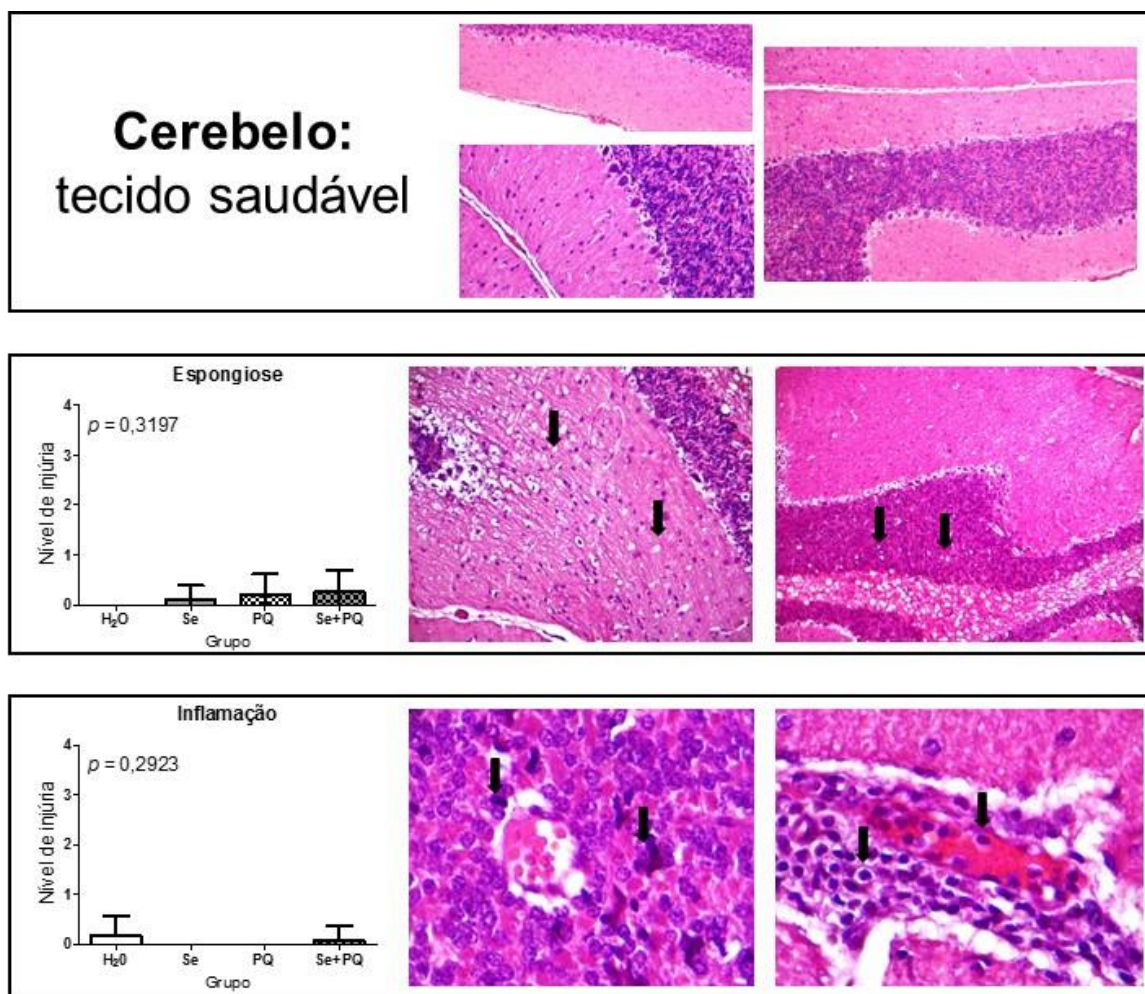 Cerebelo:
tecido saudável
Espongiose
4
p = 0,3197
3
2
1
0
Nível de injúria
H₂O Se PQ Se+PQ
Grupo
Inflamação
4
p = 0,2923
3
2
1
0
Nível de injúria
H₂0 Se PQ Se+PQ
Grupo